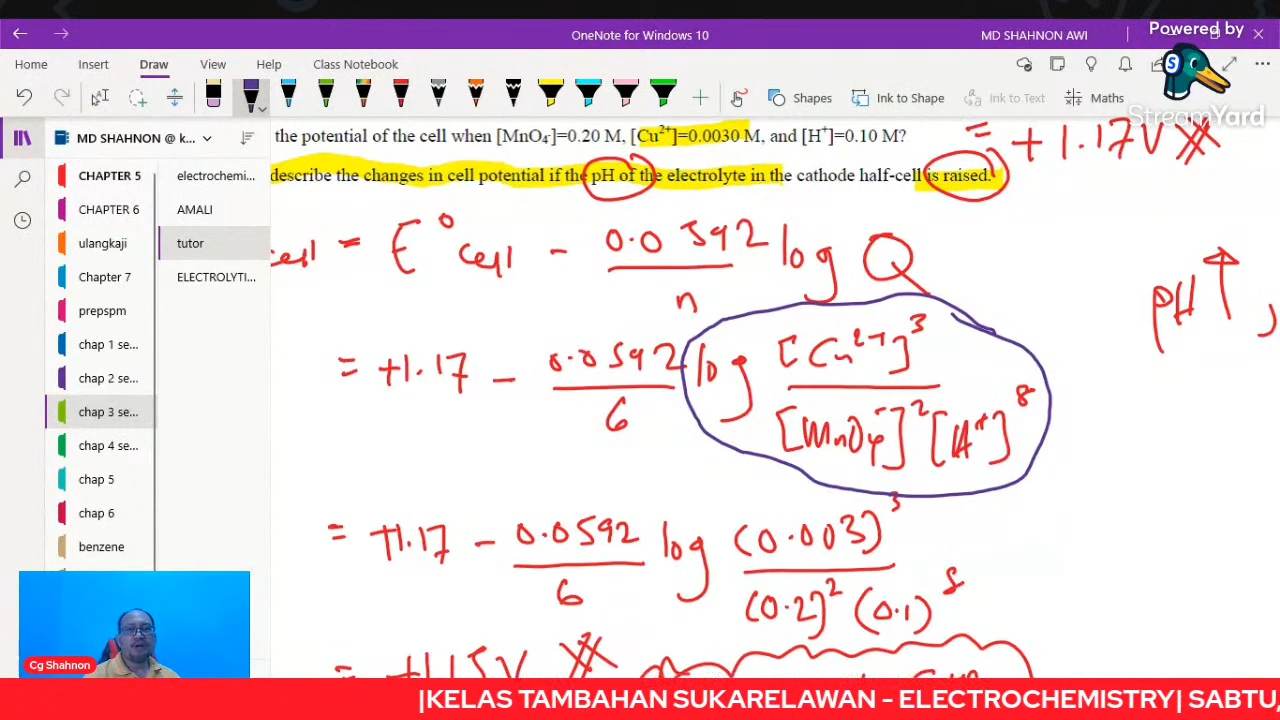 OneNote for Windows 10
MD SHAHNON AWI
Powered by
StreamYard
Home Insert Draw View Help Class Notebook
Shapes Ink to Shape Ink to Text Maths
MD SHAHNON @ k...
CHAPTER 5
CHAPTER 6
ulangkaji
Chapter 7
prepspm
chap 1 se...
chap 2 se...
chap 3 se...
chap 4 se...
chap 5
chap 6
benzene
electrochemi...
AMALI
tutor
ELECTROLYTI...
the potential of the cell when [MnO₄⁻]=0.20 M, [Cu²⁺]=0.0030 M, and [H⁺]=0.10 M?
= +1.17V
describe the changes in cell potential if the pH of the electrolyte in the cathode half-cell is raised.
cell = E⁰cell - 0.0592/n log Q
pH ↑ ,
= +1.17 - 0.0592/6 log [Cu²⁺]³/[MnO₄⁻]²[H⁺]⁸
= +1.17 - 0.0592/6 log (0.003)³/(0.2)²(0.1)⁸
= +1.15V
Cg Shahnon
|KELAS TAMBAHAN SUKARELAWAN - ELECTROCHEMISTRY| SABTU,